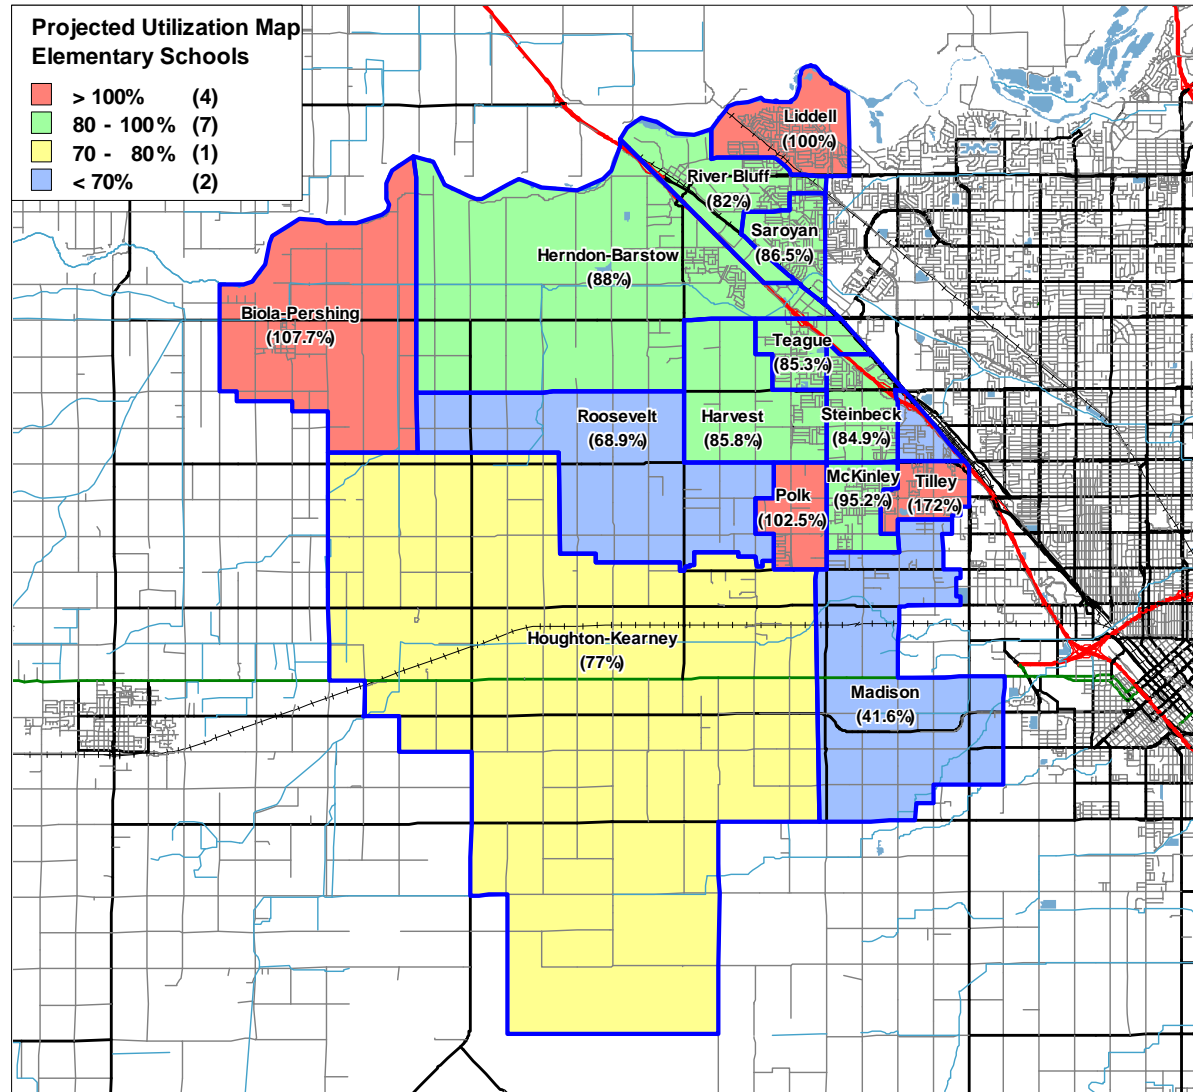 Projected Utilization Map
Elementary Schools
> 100% (4)
80 - 100% (7)
70 - 80% (1)
< 70% (2)
Liddell
(100%)
River Bluff
(82%)
Saroyan
(86.5%)
Herndon-Barstow
(88%)
Biola-Pershing
(107.7%)
Teague
(85.3%)
Roosevelt
(68.9%)
Harvest
(85.8%)
Steinbeck
(84.9%)
McKinley
(95.2%)
Tilley
(172%)
Polk
(102.5%)
Houghton-Kearney
(77%)
Madison
(41.6%)